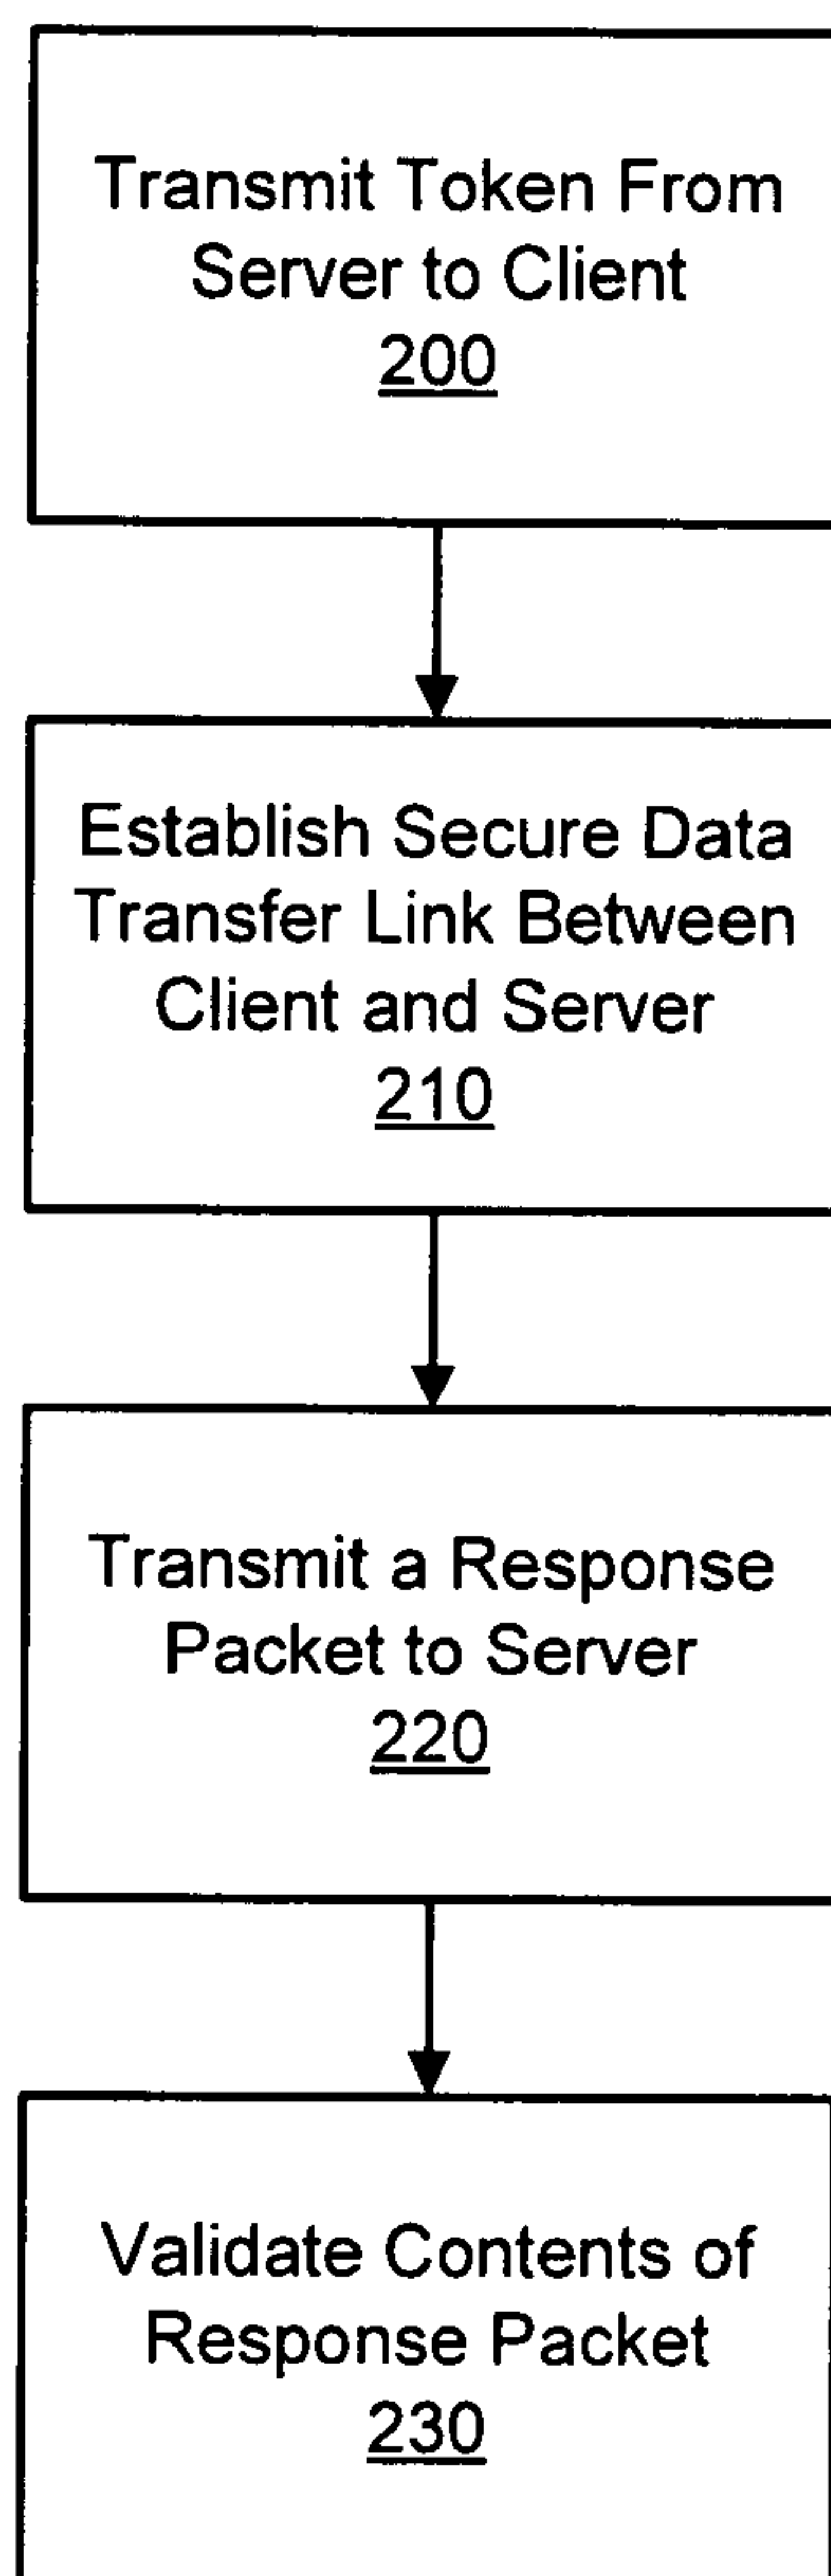 Transmit Token From
Server to Client
200
Establish Secure Data
Transfer Link Between
Client and Server
210
Transmit a Response
Packet to Server
220
Validate Contents of
Response Packet
230